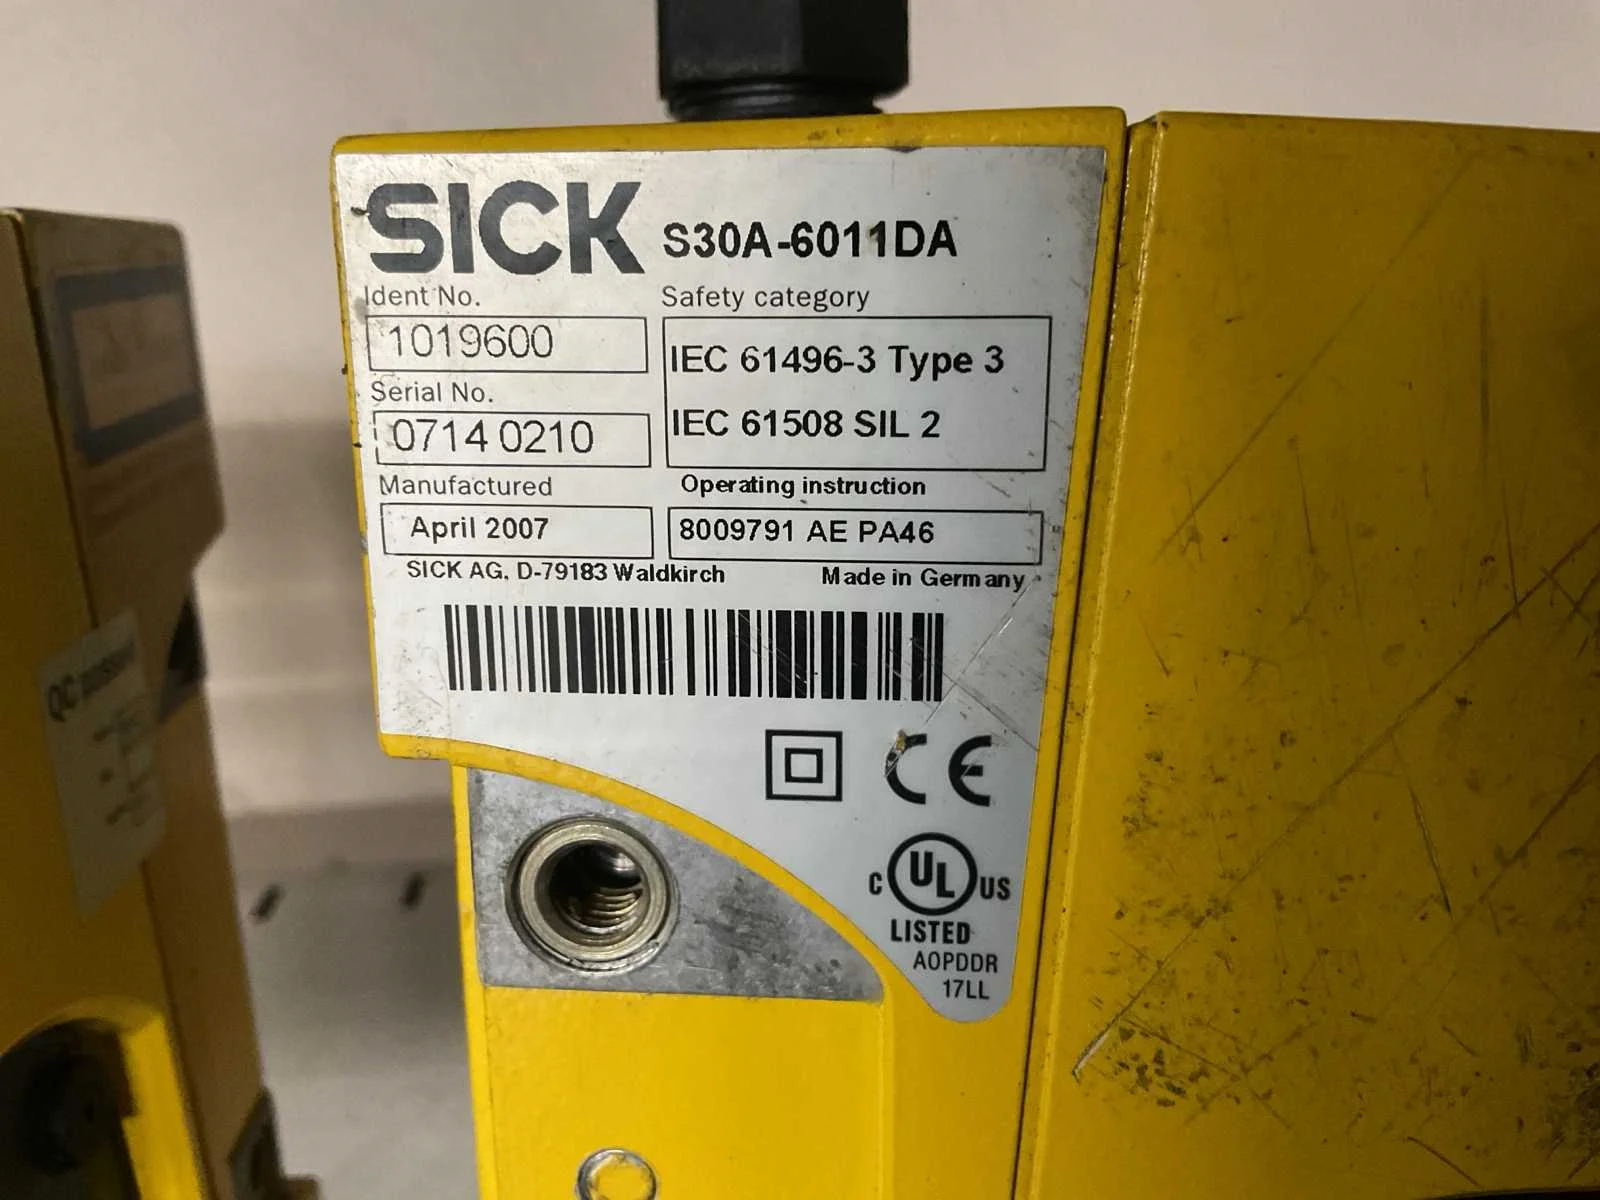 SICK S30A-6011DA
Ident No.
Safety category
1019600
IEC 61496-3 Type 3
Serial No.
0714 0210
IEC 61508 SIL 2
Manufactured
Operating instruction
April 2007
8009791 AE PA46
SICK AG, D-79183 Waldkirch
Made in Germany
CE
C UL US
LISTED
AOPDDR
17LL
QC